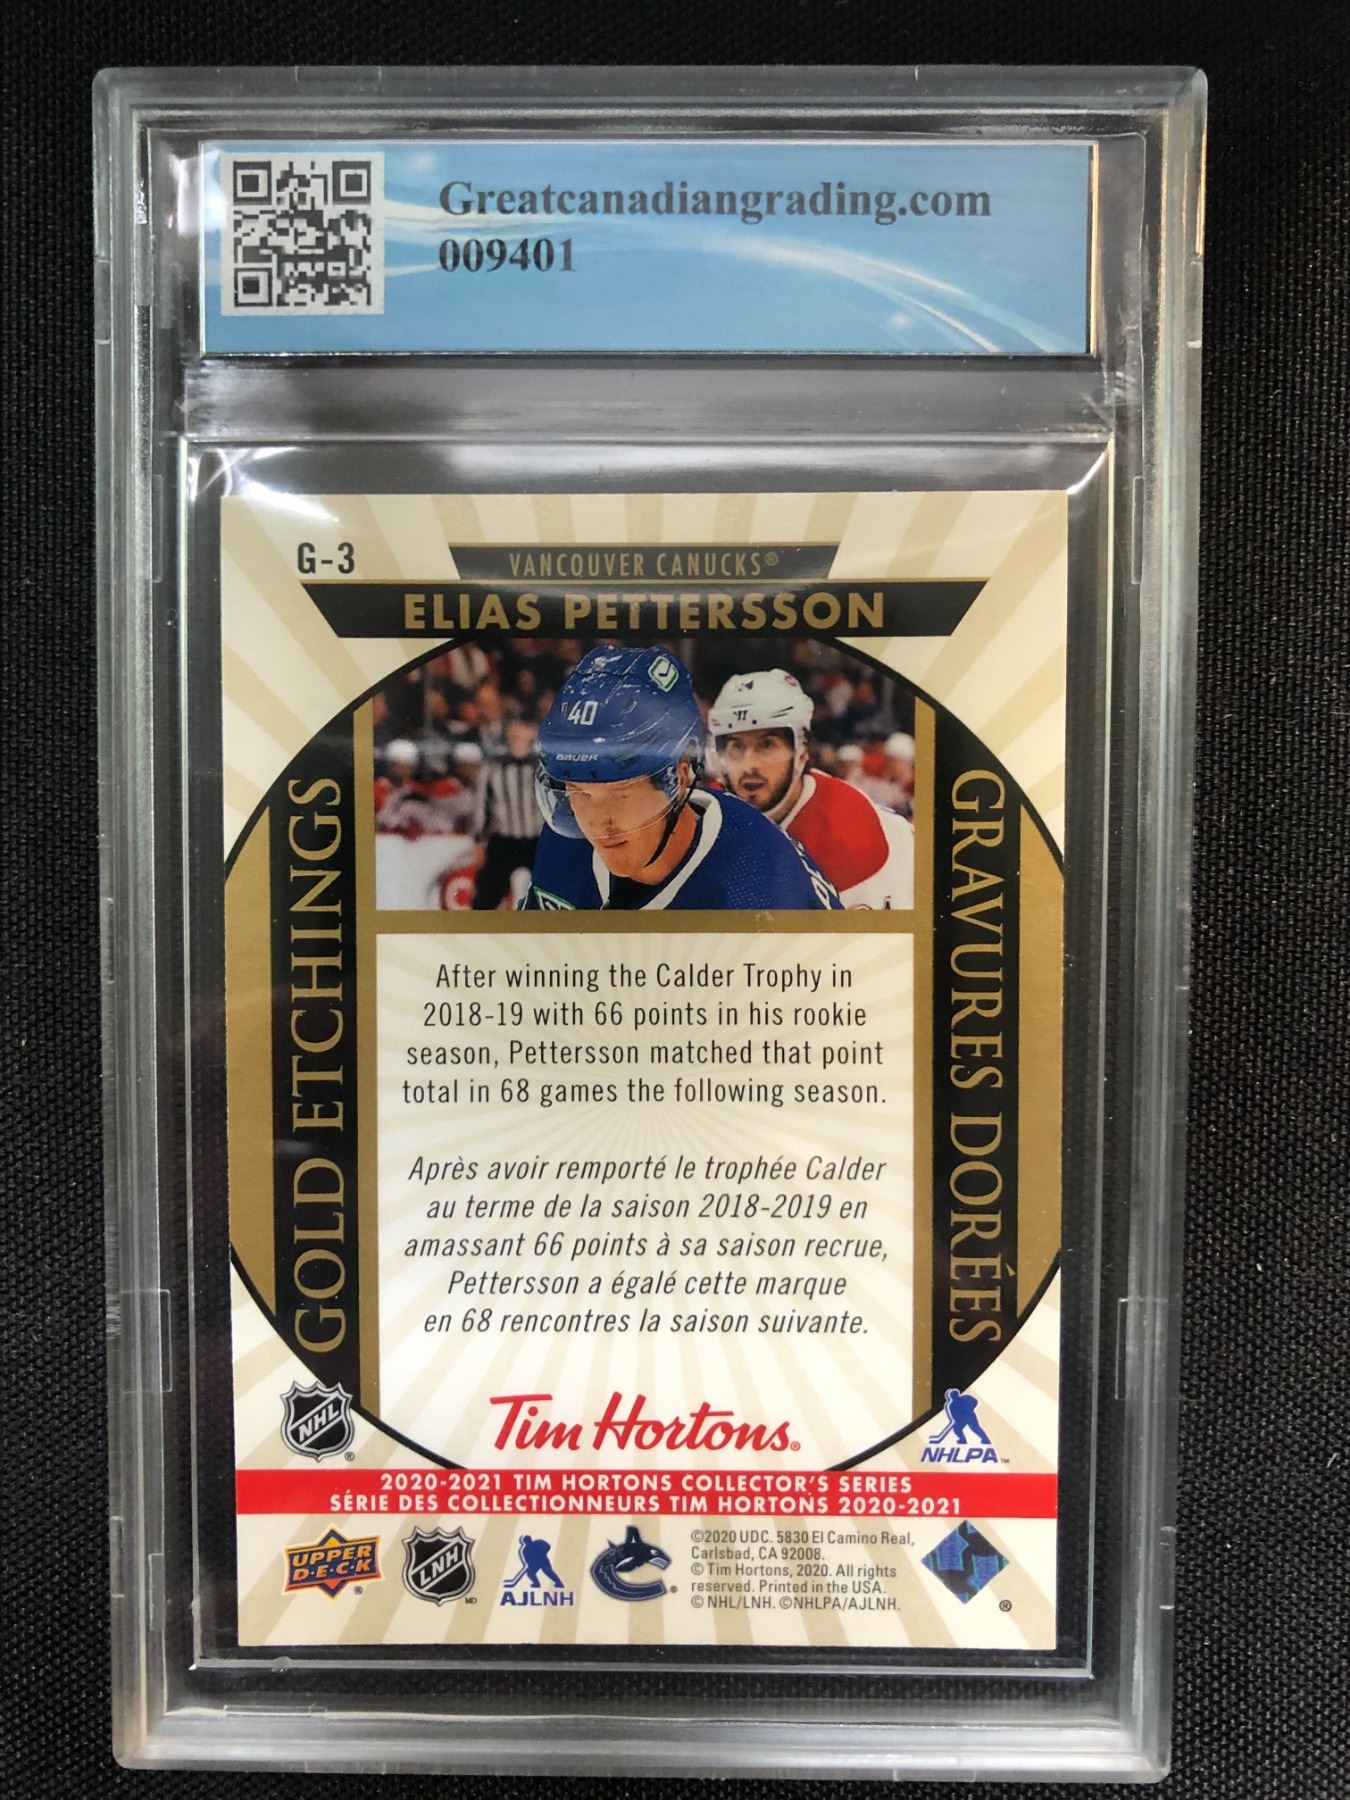 Greatcanadiangrading.com
009401
G-3
VANCOUVER CANUCKS®
ELIAS PETTERSSON
40
BAUER
GOLD ETCHINGS
GRAVURES DORÉES
After winning the Calder Trophy in
2018-19 with 66 points in his rookie
season, Pettersson matched that point
total in 68 games the following season.
Après avoir remporté le trophée Calder
au terme de la saison 2018-2019 en
amassant 66 points à sa saison recrue,
Pettersson a égalé cette marque
en 68 rencontres la saison suivante.
NHL ®
Tim Hortons®
NHLPA™
2020-2021 TIM HORTONS COLLECTOR'S SERIES
SÉRIE DES COLLECTIONNEURS TIM HORTONS 2020-2021
UPPER
D·E·C·K ®
LNH MD
AJLNH
®
©2020 UDC. 5830 El Camino Real,
Carlsbad, CA 92008.
© Tim Hortons, 2020. All rights
reserved. Printed in the USA.
© NHL/LNH. ©NHLPA/AJLNH.
®